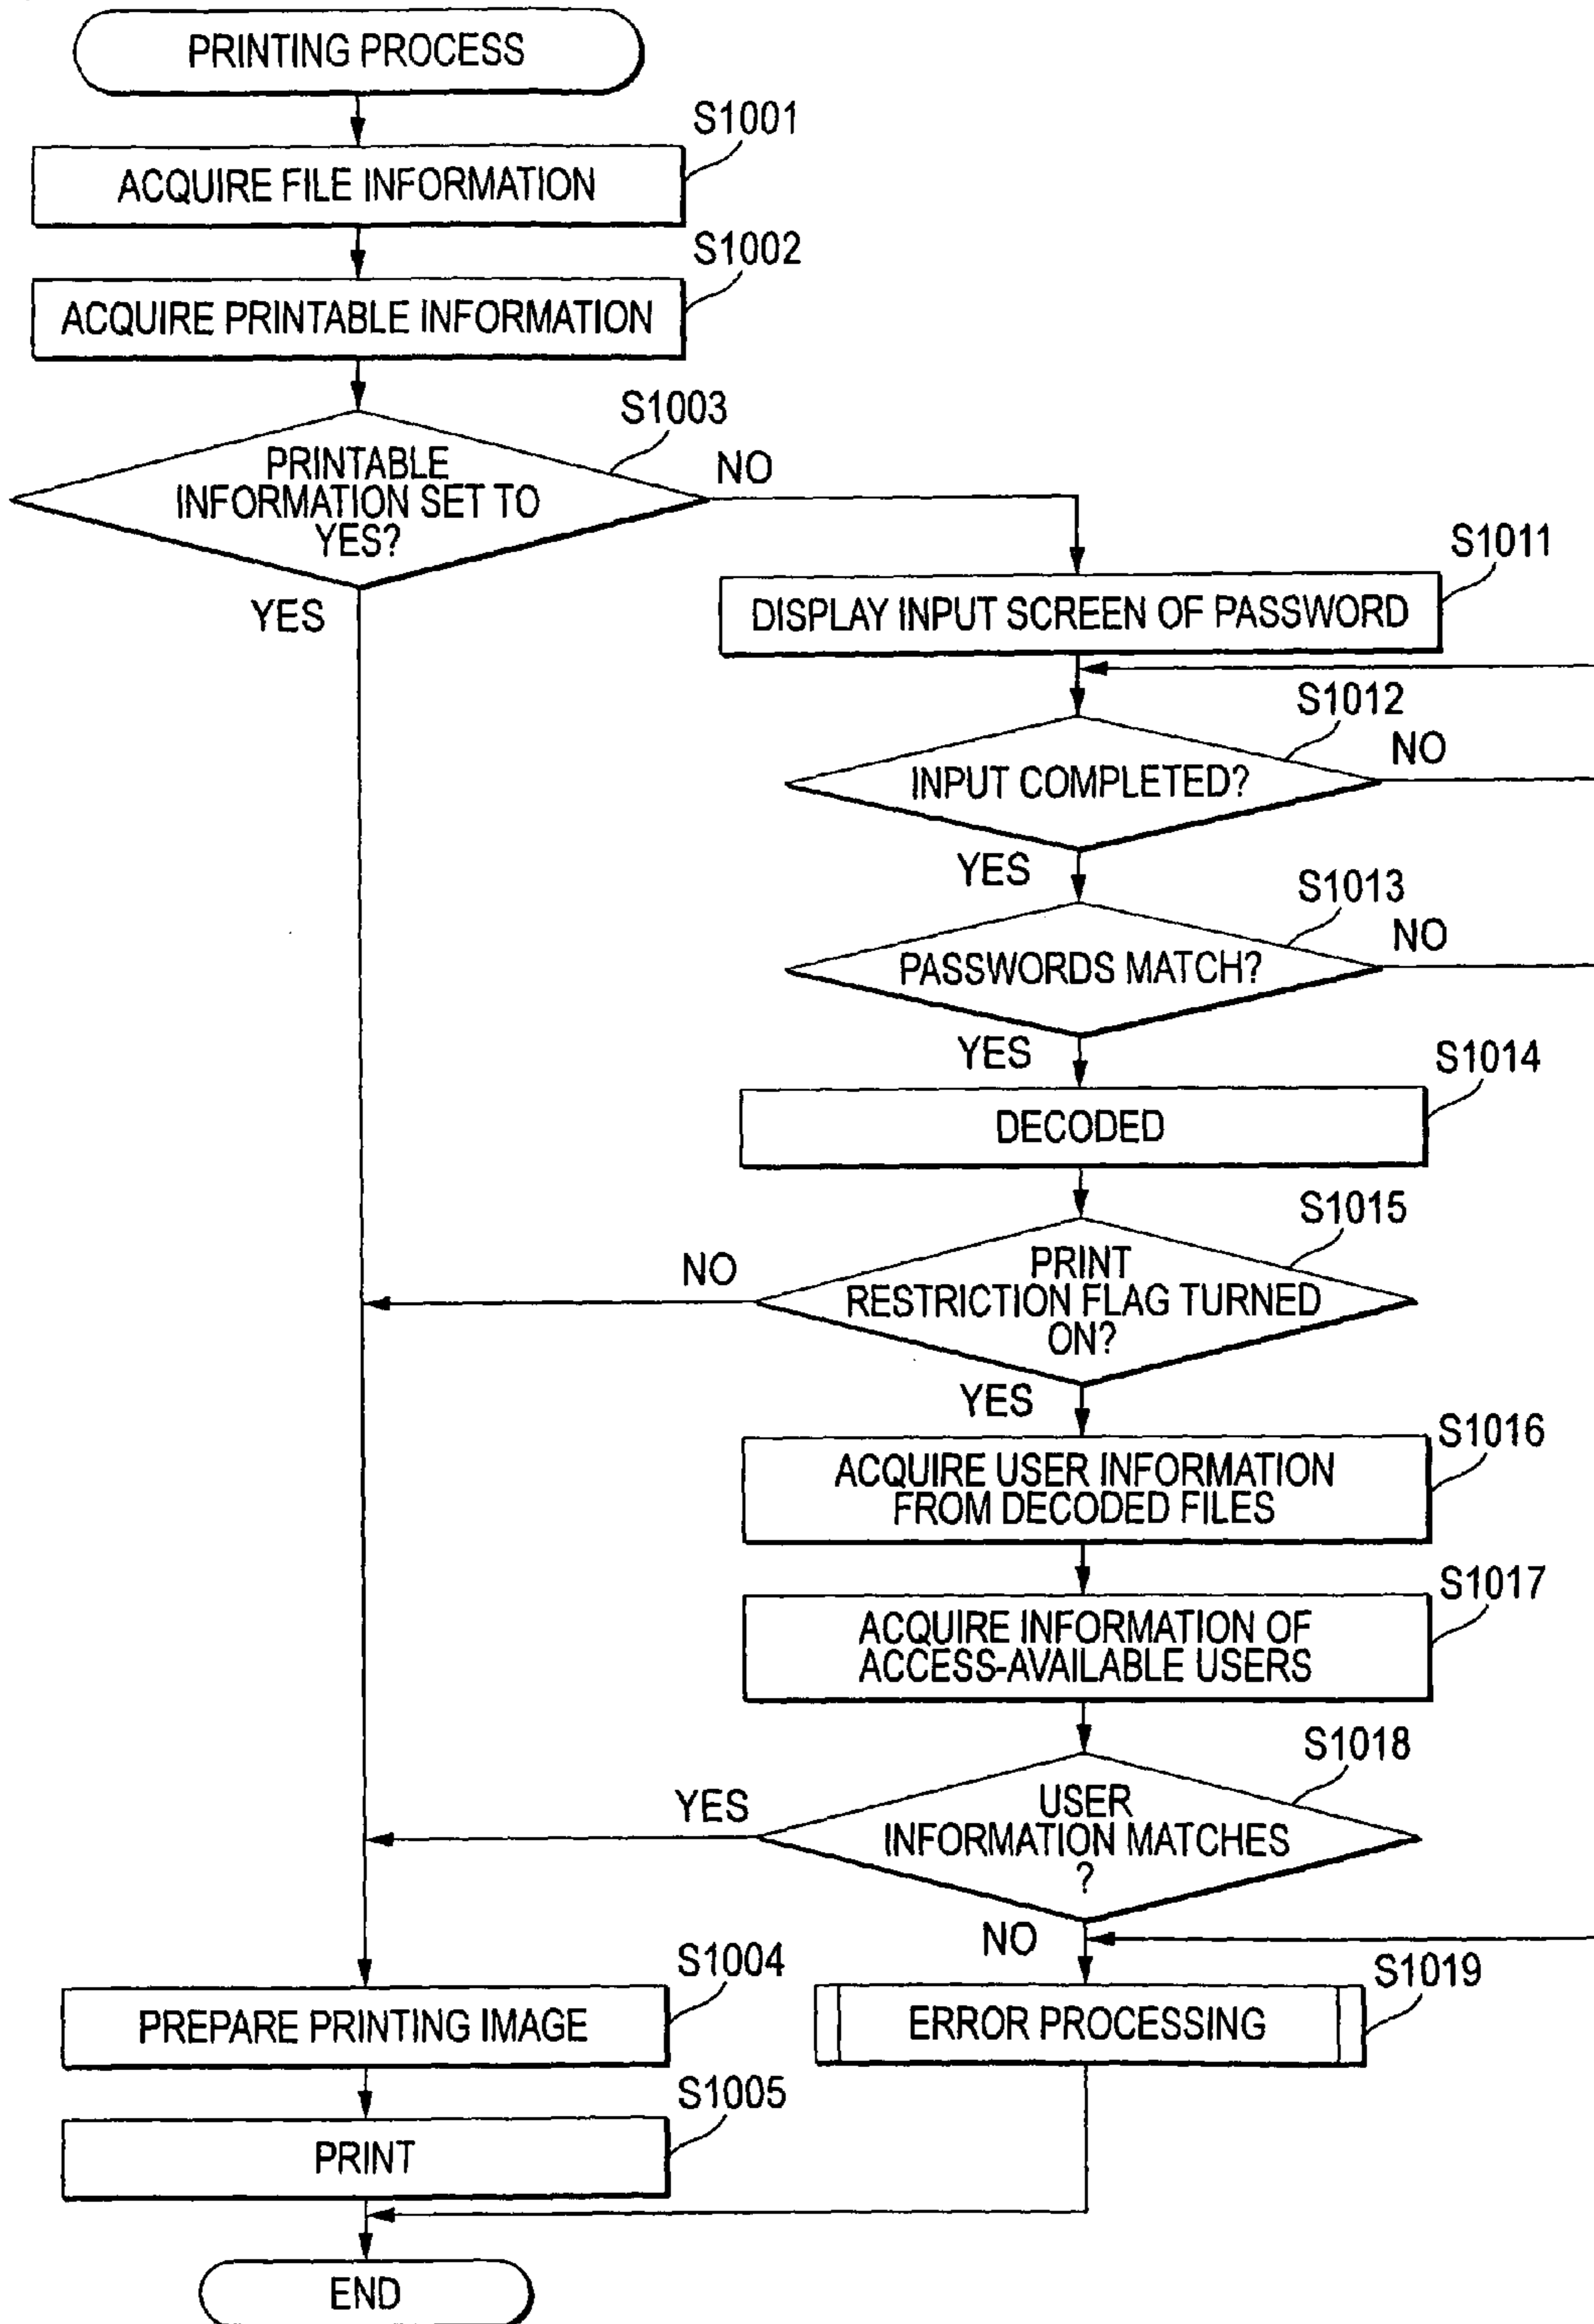 PRINTING PROCESS
S1001
ACQUIRE FILE INFORMATION
S1002
ACQUIRE PRINTABLE INFORMATION
S1003
PRINTABLE
INFORMATION SET TO
YES?
NO
YES
S1011
DISPLAY INPUT SCREEN OF PASSWORD
S1012
INPUT COMPLETED?
NO
YES
S1013
PASSWORDS MATCH?
NO
YES
S1014
DECODED
S1015
PRINT
RESTRICTION FLAG TURNED
ON?
NO
YES
S1016
ACQUIRE USER INFORMATION
FROM DECODED FILES
S1017
ACQUIRE INFORMATION OF
ACCESS-AVAILABLE USERS
S1018
USER
INFORMATION MATCHES
?
YES
NO
S1004
PREPARE PRINTING IMAGE
S1019
ERROR PROCESSING
S1005
PRINT
END